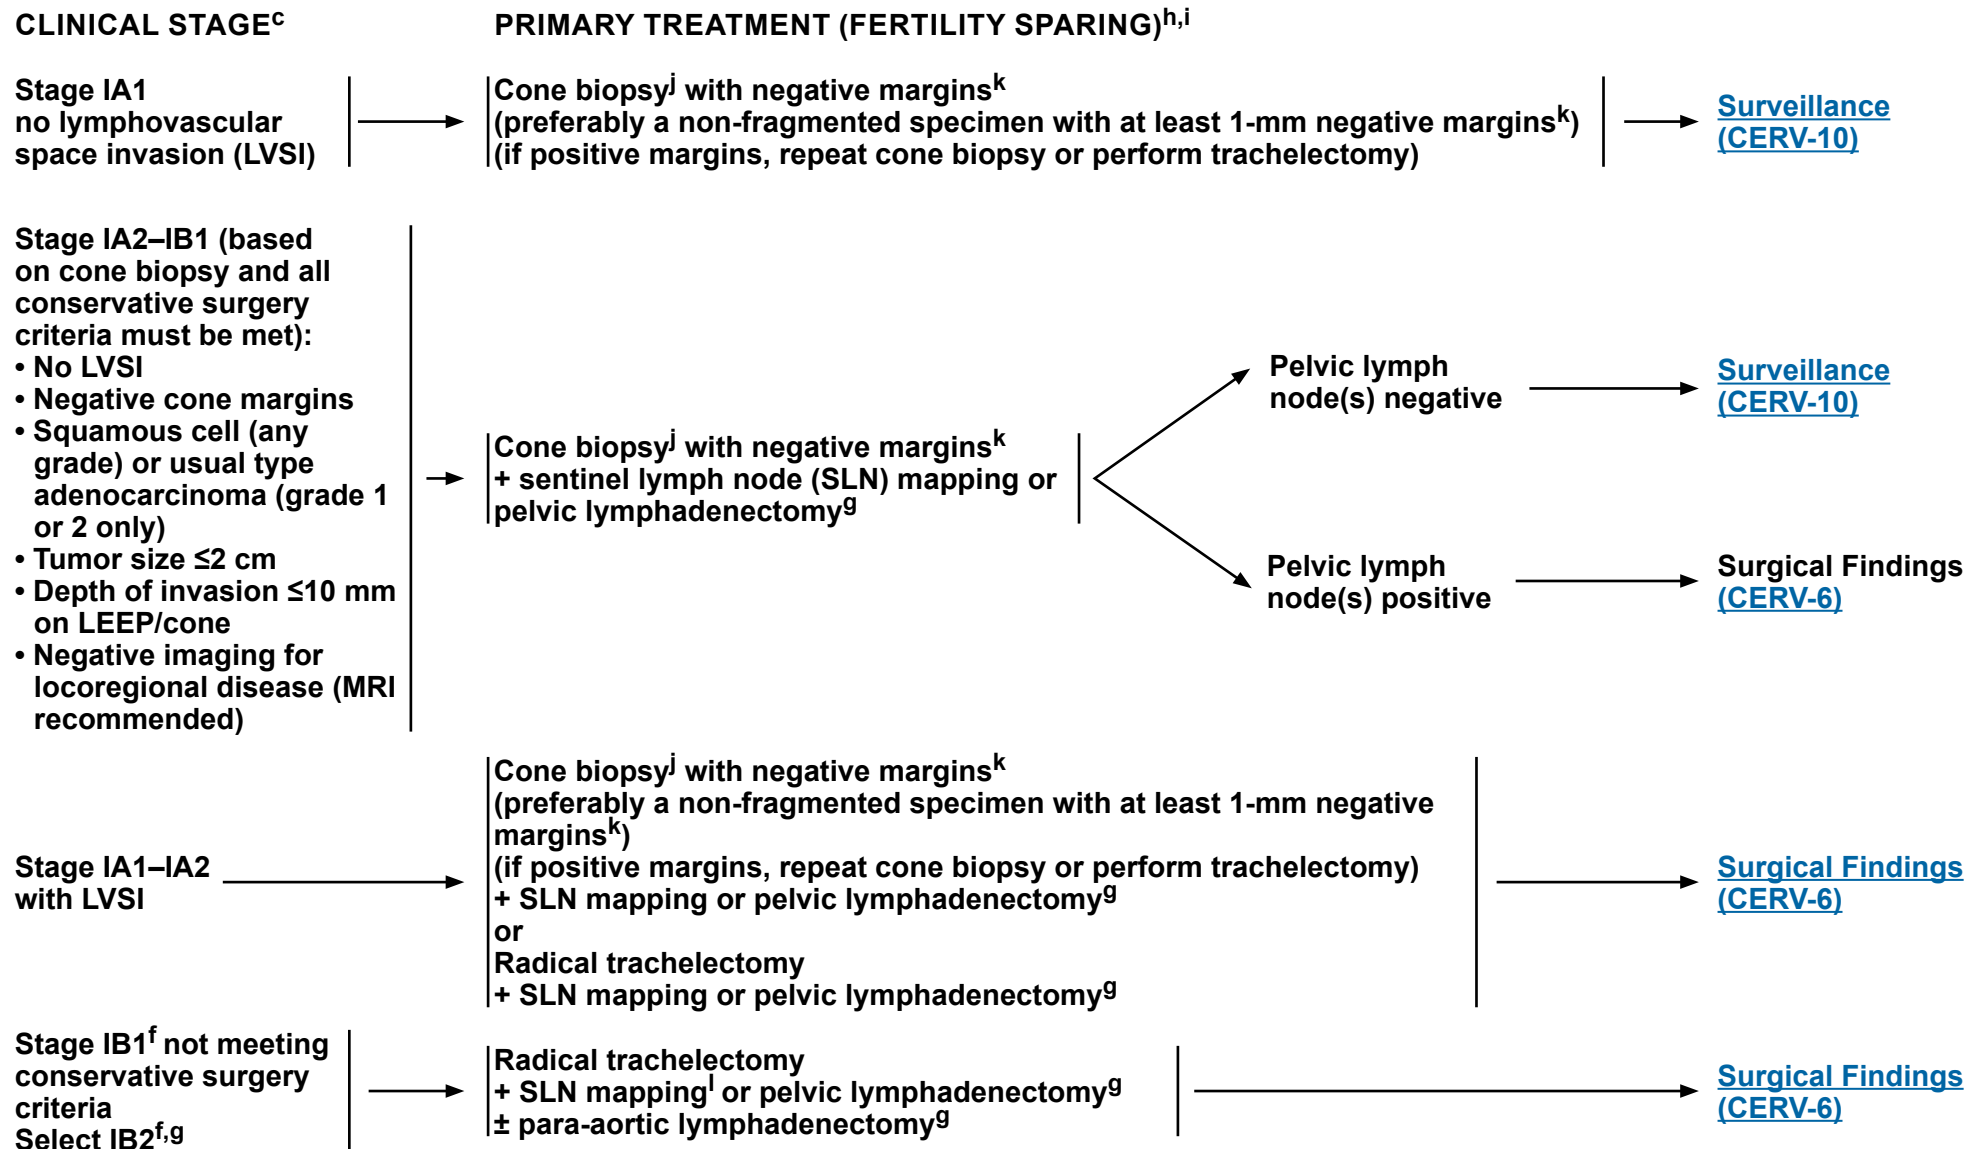 CLINICAL STAGEc
PRIMARY TREATMENT (FERTILITY SPARING)h,i
Stage IA1
no lymphovascular
space invasion (LVSI)
Cone biopsyj with negative marginsk
(preferably a non-fragmented specimen with at least 1-mm negative marginsk)
(if positive margins, repeat cone biopsy or perform trachelectomy)
Surveillance
(CERV-10)
Stage IA2–IB1 (based
on cone biopsy and all
conservative surgery
criteria must be met):
• No LVSI
• Negative cone margins
• Squamous cell (any
grade) or usual type
adenocarcinoma (grade 1
or 2 only)
• Tumor size ≤2 cm
• Depth of invasion ≤10 mm
on LEEP/cone
• Negative imaging for
locoregional disease (MRI
recommended)
Cone biopsyj with negative marginsk
+ sentinel lymph node (SLN) mapping or
pelvic lymphadenectomyg
Pelvic lymph
node(s) negative
Surveillance
(CERV-10)
Pelvic lymph
node(s) positive
Surgical Findings
(CERV-6)
Stage IA1–IA2
with LVSI
Cone biopsyj with negative marginsk
(preferably a non-fragmented specimen with at least 1-mm negative
marginsk)
(if positive margins, repeat cone biopsy or perform trachelectomy)
+ SLN mapping or pelvic lymphadenectomyg
or
Radical trachelectomy
+ SLN mapping or pelvic lymphadenectomyg
Surgical Findings
(CERV-6)
Stage IB1f not meeting
conservative surgery
criteria
Select IB2f,g
Radical trachelectomy
+ SLN mappingl or pelvic lymphadenectomyg
± para-aortic lymphadenectomyg
Surgical Findings
(CERV-6)